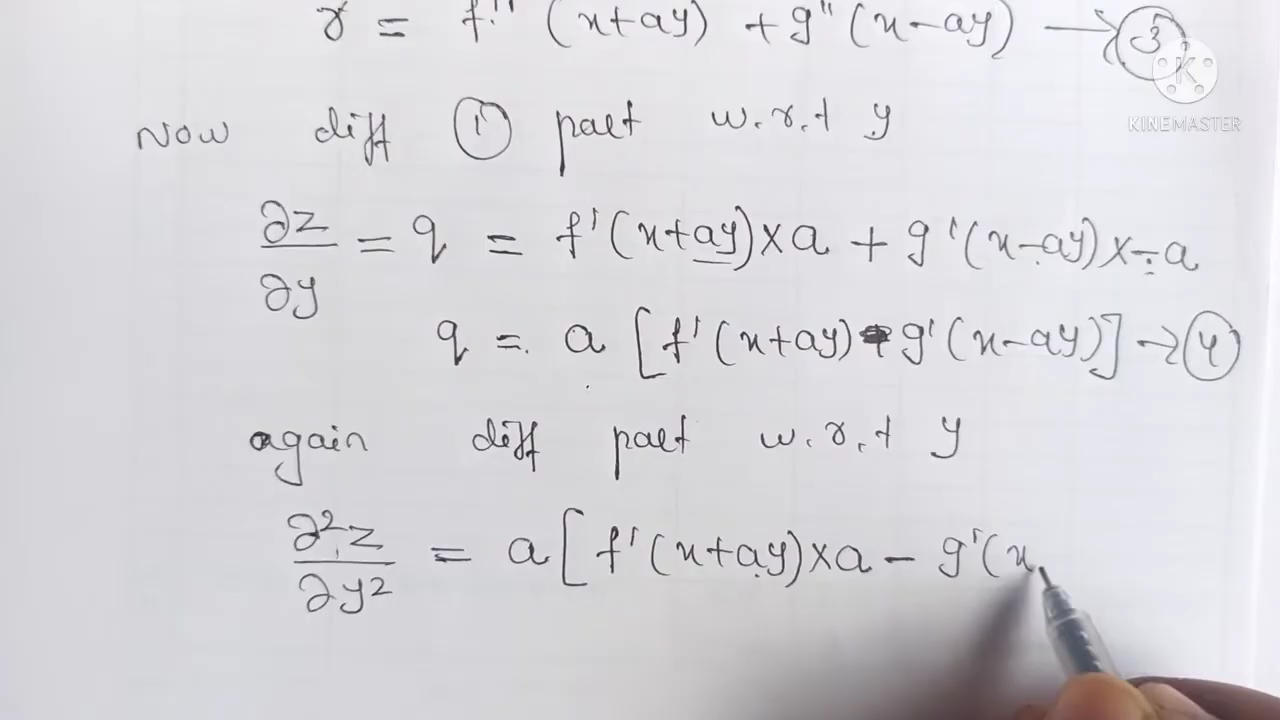 r = f'' (x+ay) + g'' (x-ay) → 3
KINEMASTER
Now diff 1 part w.r.t y
∂z/∂y = q = f'(x+ay)×a + g'(x-ay)×-a
q = a [f'(x+ay) - g'(x-ay)] → 4
again diff part w.r.t y
∂²z/∂y² = a[f'(x+ay)×a - g'(x